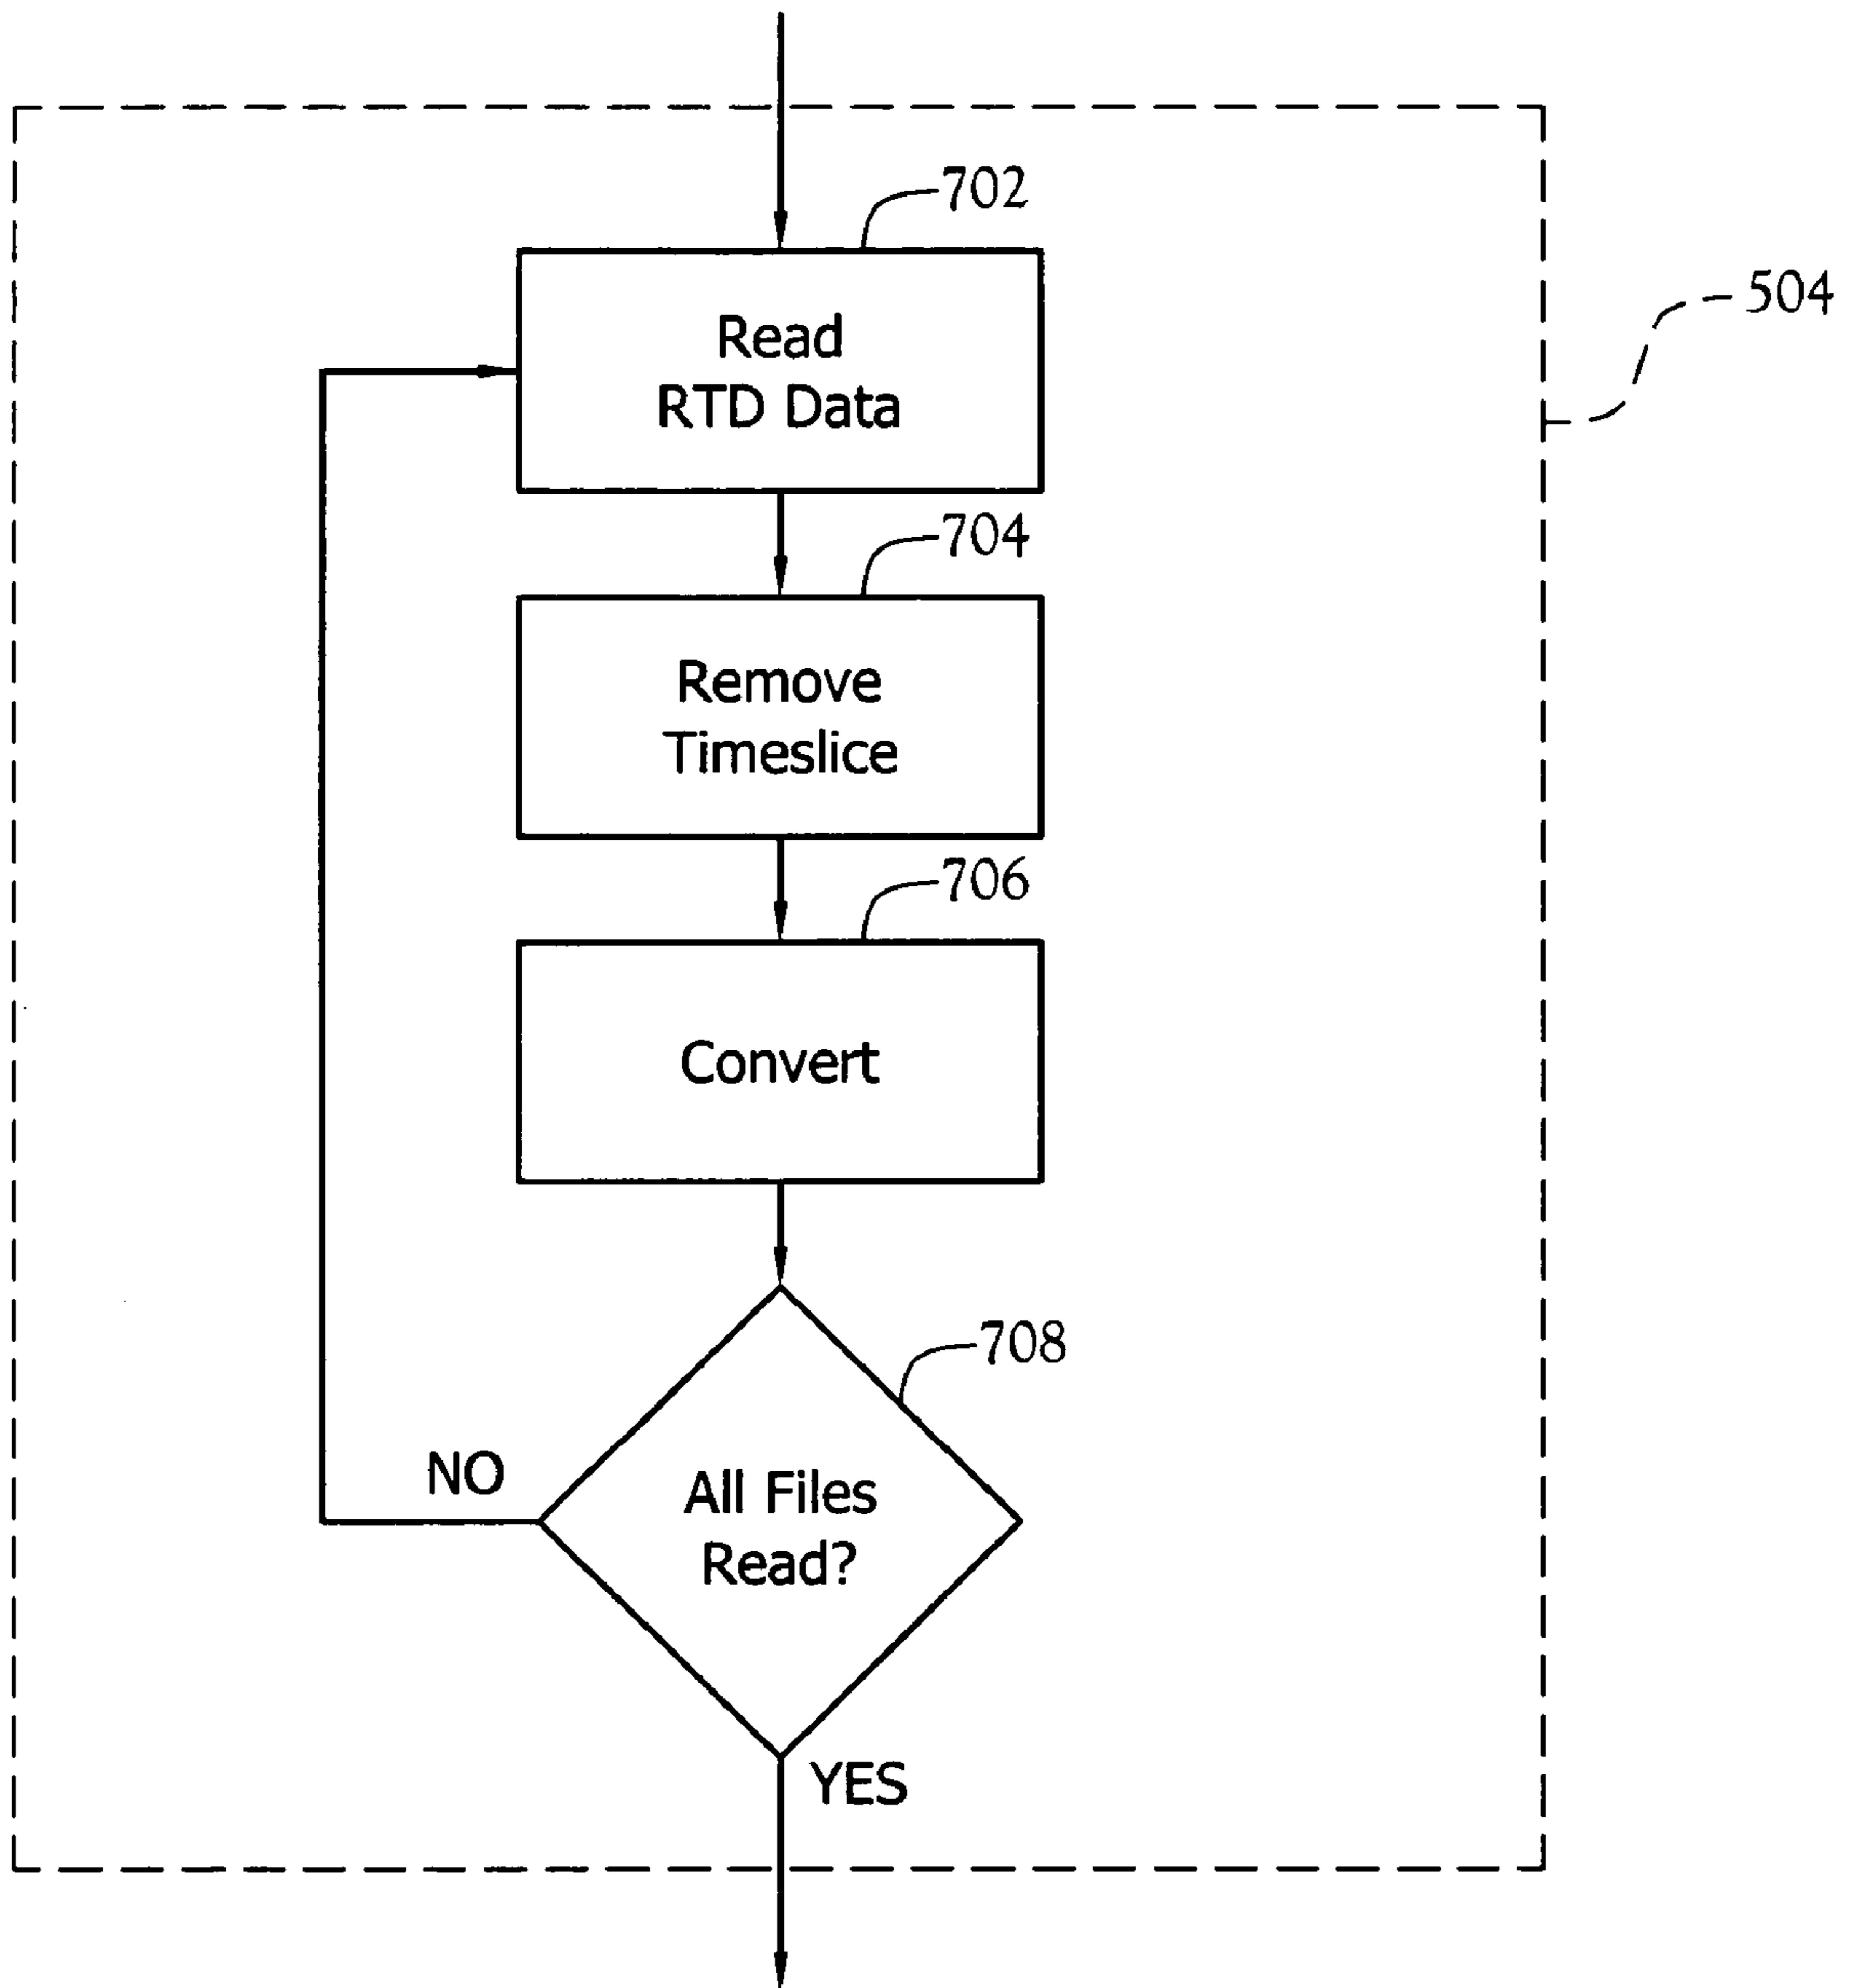 702
Read
RTD Data
504
704
Remove
Timeslice
706
Convert
708
All Files
Read?
NO
YES